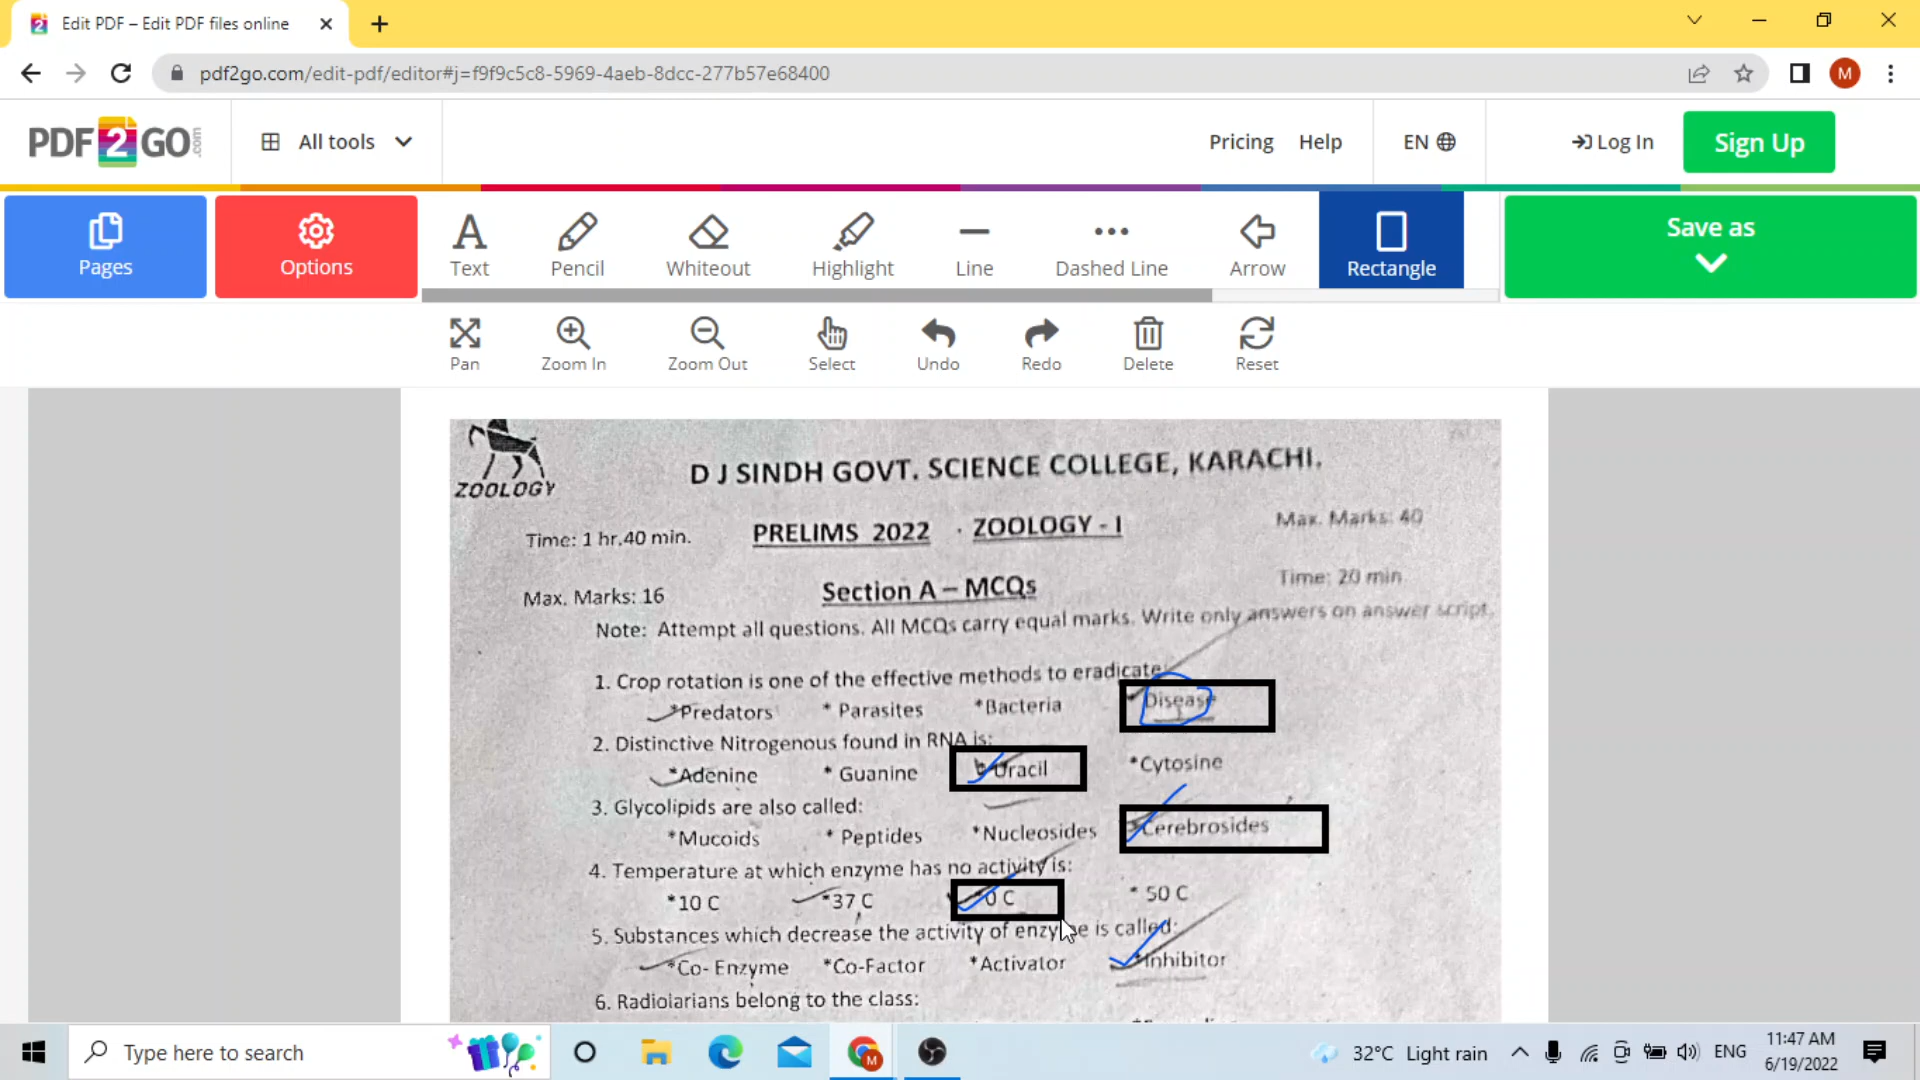 Edit PDF – Edit PDF files online
pdf2go.com/edit-pdf/editor#j=f9f9c5c8-5969-4aeb-8dcc-277b57e68400
M
PDF2GO.com
All tools
Pricing Help EN Log In Sign Up
Pages Options Text Pencil Whiteout Highlight Line Dashed Line Arrow Rectangle Save as
Pan Zoom In Zoom Out Select Undo Redo Delete Reset
ZOOLOGY
D J SINDH GOVT. SCIENCE COLLEGE, KARACHI.
Time: 1 hr.40 min. PRELIMS 2022 . ZOOLOGY - I Max. Marks: 40
Max. Marks: 16 Section A – MCQs Time: 20 min
Note: Attempt all questions. All MCQs carry equal marks. Write only answers on answer script.
1. Crop rotation is one of the effective methods to eradicate:
*Predators * Parasites *Bacteria * Disease
2. Distinctive Nitrogenous found in RNA is:
*Adenine * Guanine * Uracil *Cytosine
3. Glycolipids are also called:
*Mucoids * Peptides *Nucleosides *Cerebrosides
4. Temperature at which enzyme has no activity is:
*10 C *37 C *0 C * 50 C
5. Substances which decrease the activity of enzyme is called:
*Co- Enzyme *Co-Factor *Activator *Inhibitor
6. Radiolarians belong to the class:
Type here to search
M
32°C Light rain
ENG
11:47 AM
6/19/2022